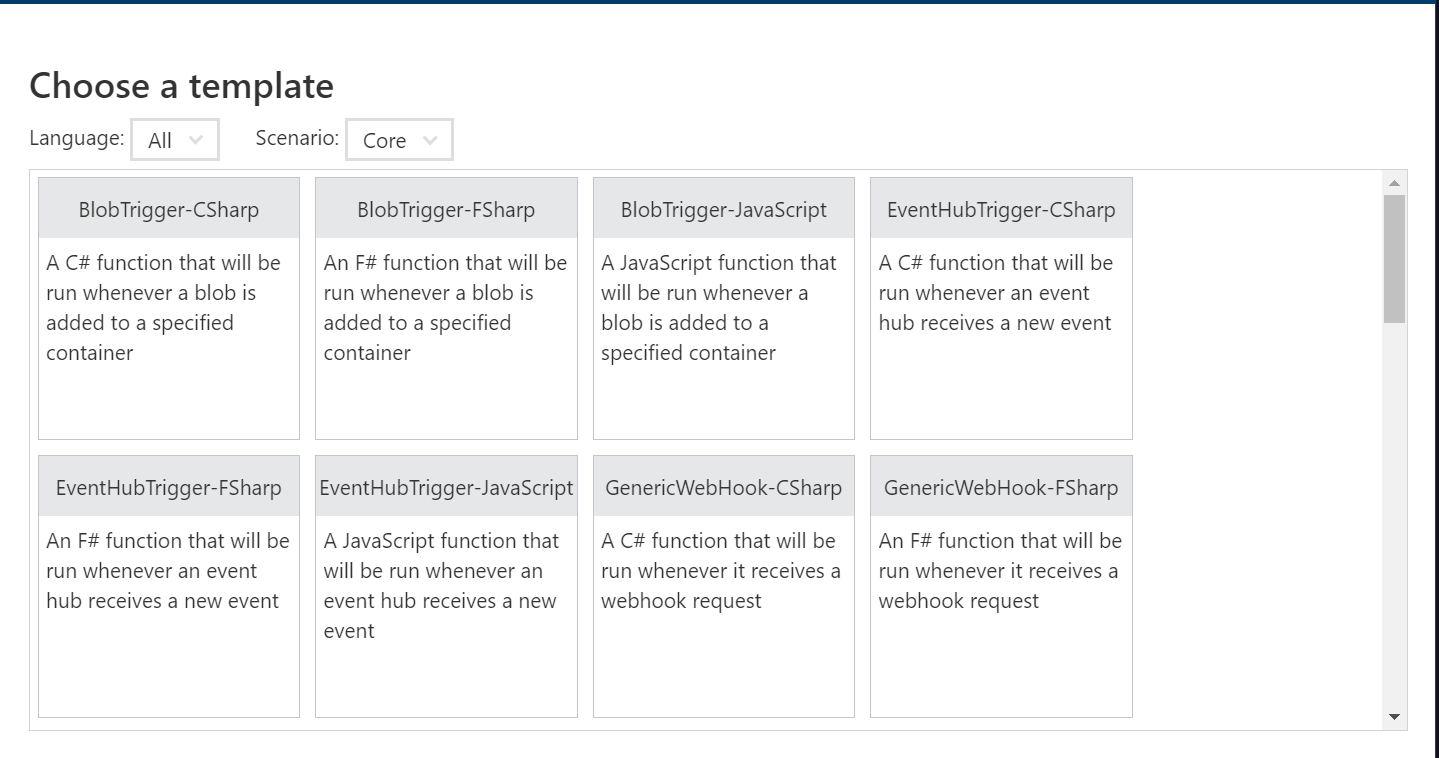 Choose a template
Language: All Scenario: Core
BlobTrigger-CSharp
A C# function that will be
run whenever a blob is
added to a specified
container
BlobTrigger-FSharp
An F# function that will be
run whenever a blob is
added to a specified
container
BlobTrigger-JavaScript
A JavaScript function that
will be run whenever a
blob is added to a
specified container
EventHubTrigger-CSharp
A C# function that will be
run whenever an event
hub receives a new event
EventHubTrigger-FSharp
An F# function that will be
run whenever an event
hub receives a new event
EventHubTrigger-JavaScript
A JavaScript function that
will be run whenever an
event hub receives a new
event
GenericWebHook-CSharp
A C# function that will be
run whenever it receives a
webhook request
GenericWebHook-FSharp
An F# function that will be
run whenever it receives a
webhook request